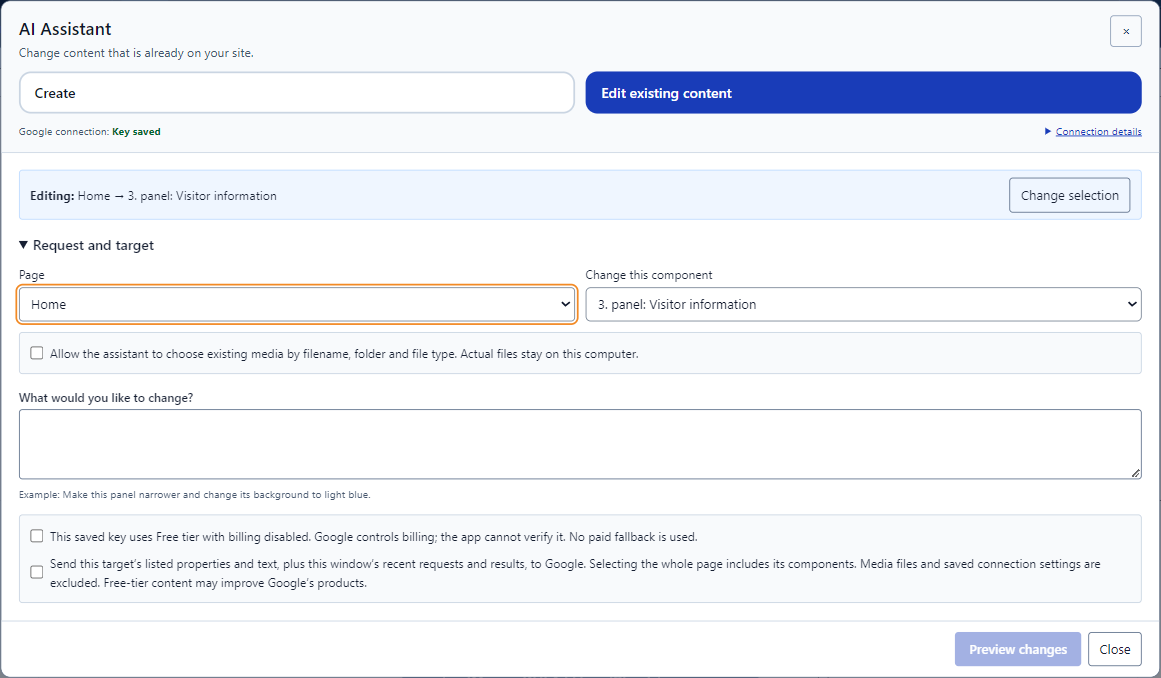 AI Assistant
×
Change content that is already on your site.
Create
Edit existing content
Google connection: Key saved
▶ Connection details
Editing: Home → 3. panel: Visitor information
Change selection
▼ Request and target
Page
Change this component
Home
3. panel: Visitor information
Allow the assistant to choose existing media by filename, folder and file type. Actual files stay on this computer.
What would you like to change?
Example: Make this panel narrower and change its background to light blue.
This saved key uses Free tier with billing disabled. Google controls billing; the app cannot verify it. No paid fallback is used.
Send this target's listed properties and text, plus this window's recent requests and results, to Google. Selecting the whole page includes its components. Media files and saved connection settings are
excluded. Free-tier content may improve Google's products.
Preview changes
Close